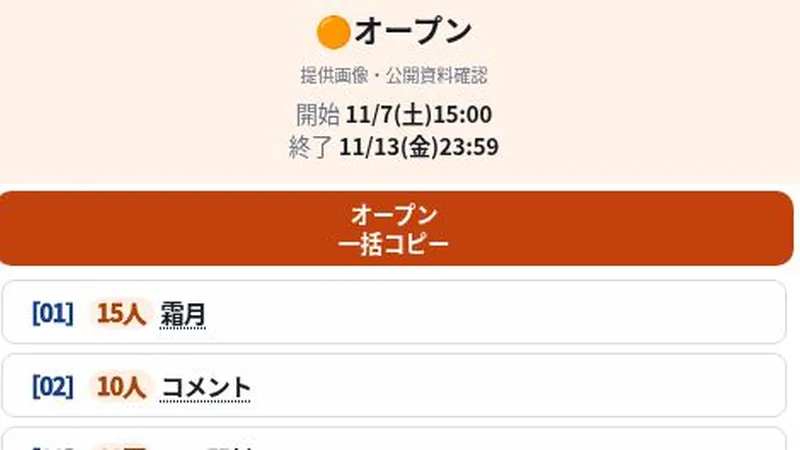 オープン
提供画像・公開資料確認
開始 11/7(土)15:00
終了 11/13(金)23:59
オープン
一括コピー
[01] 15人 霜月
[02] 10人 コメント